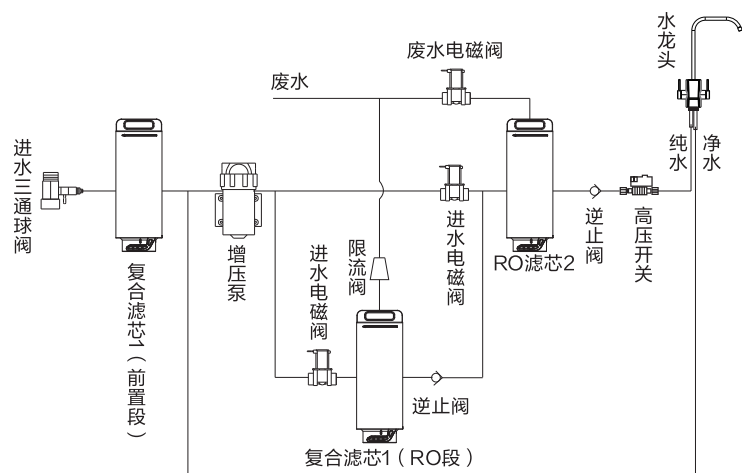 水龙头
废水电磁阀
废水
纯水
净水
进水三通球阀
增压泵
进水电磁阀
限流阀
进水电磁阀
RO滤芯2
逆止阀
高压开关
复合滤芯1(前置段)
逆止阀
复合滤芯1(RO段)